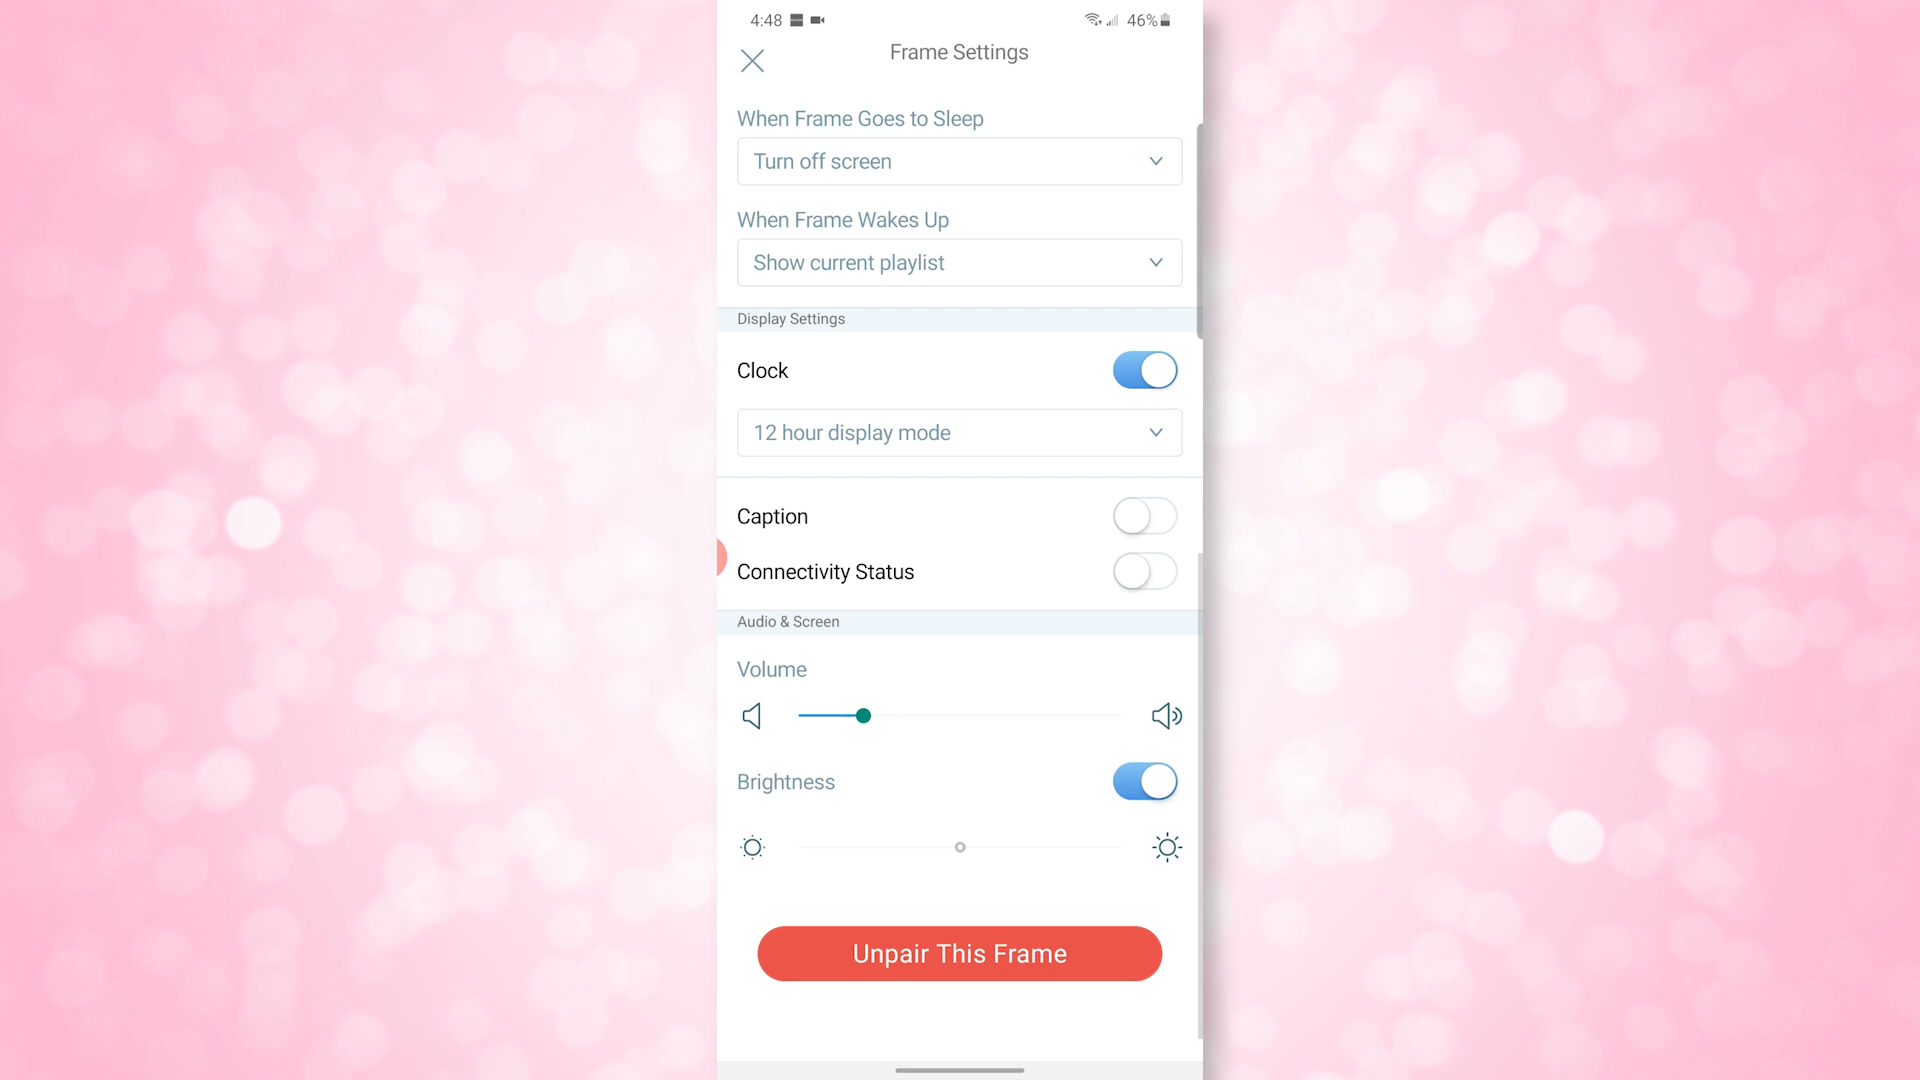 4:48
46%
Frame Settings
When Frame Goes to Sleep
Turn off screen
When Frame Wakes Up
Show current playlist
Display Settings
Clock
12 hour display mode
Caption
Connectivity Status
Audio & Screen
Volume
Brightness
Unpair This Frame